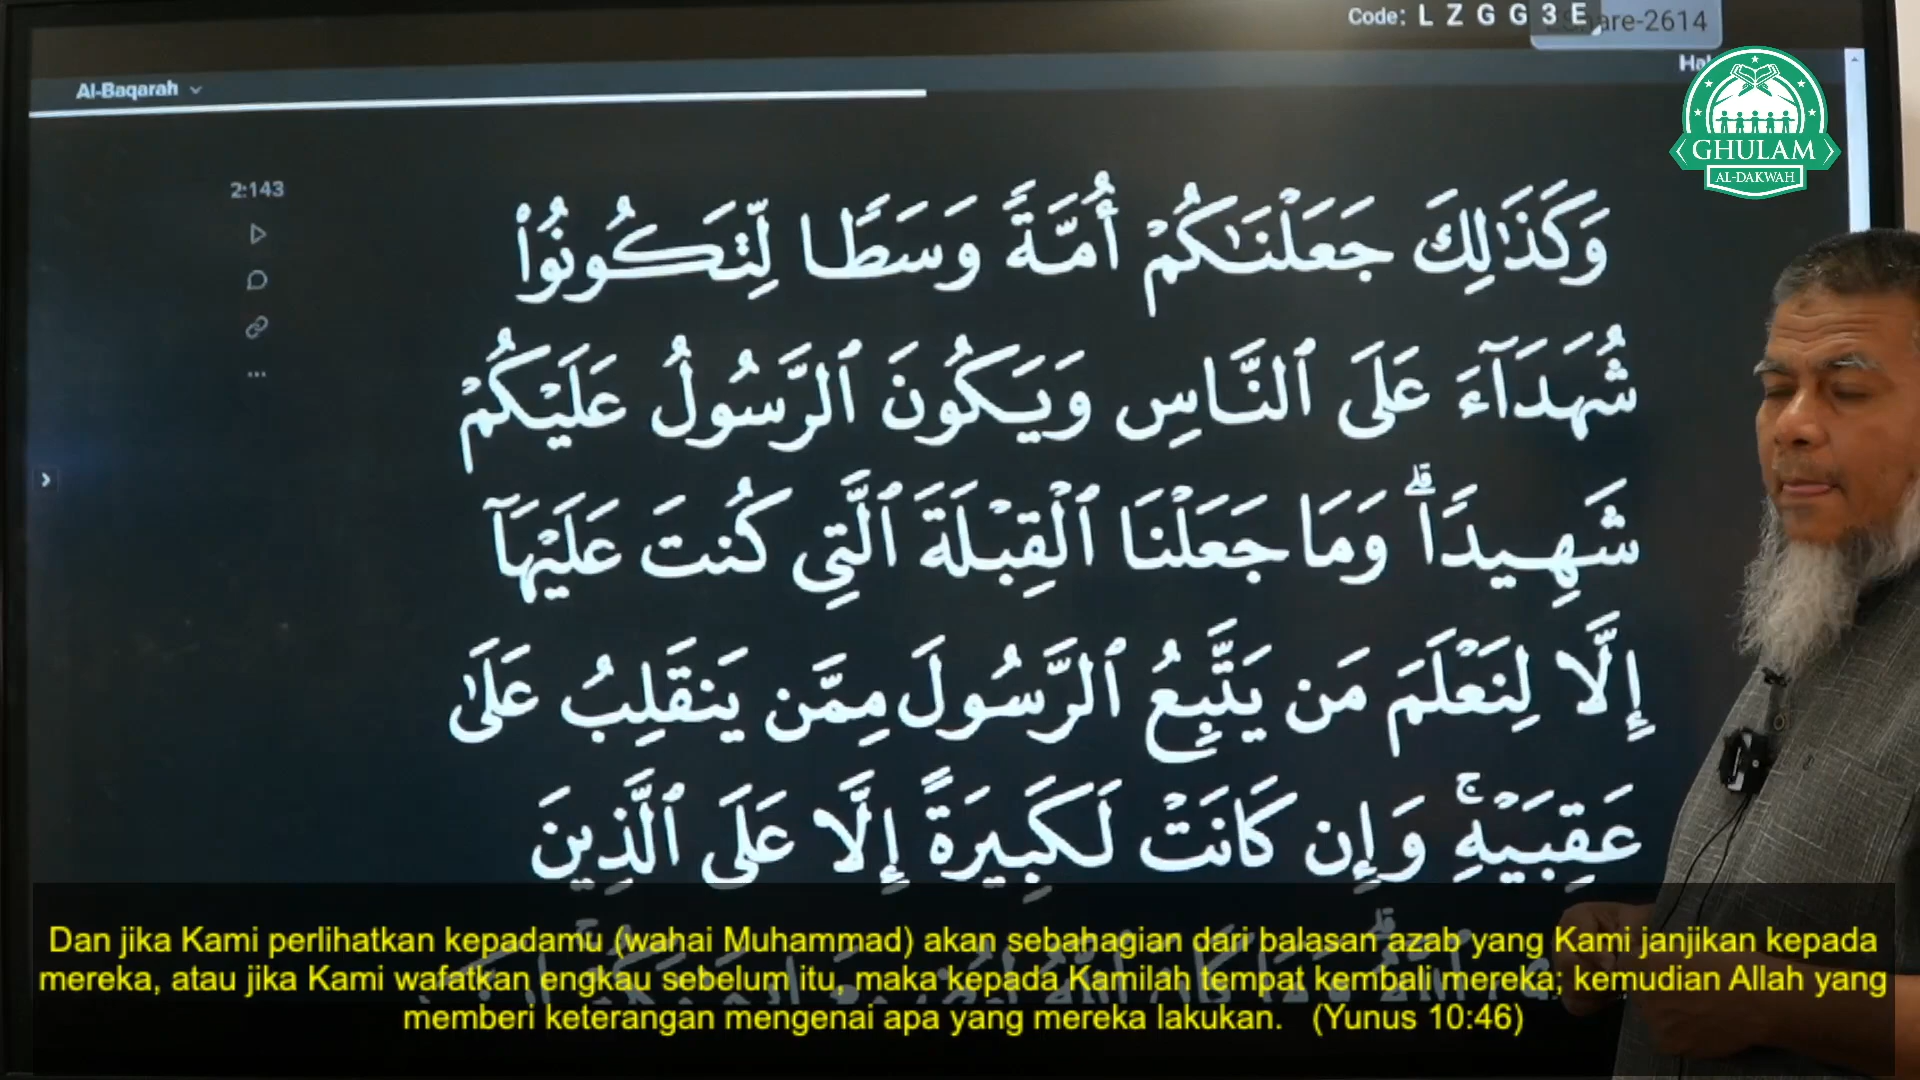 Code: L Z G G 3 E
are-2614
Al-Baqarah
Hal
GHULAM
AL-DAKWAH
2:143
وَكَذَٰلِكَ جَعَلْنَـٰكُمْ أُمَّةً وَسَطًا لِّتَكُونُوا۟
شُهَدَآءَ عَلَى ٱلنَّاسِ وَيَكُونَ ٱلرَّسُولُ عَلَيْكُمْ
شَهِيدًا ۗ وَمَا جَعَلْنَا ٱلْقِبْلَةَ ٱلَّتِى كُنتَ عَلَيْهَآ
إِلَّا لِنَعْلَمَ مَن يَتَّبِعُ ٱلرَّسُولَ مِمَّن يَنقَلِبُ عَلَىٰ
عَقِبَيْهِ ۚ وَإِن كَانَتْ لَكَبِيرَةً إِلَّا عَلَى ٱلَّذِينَ
Dan jika Kami perlihatkan kepadamu (wahai Muhammad) akan sebahagian dari balasan azab yang Kami janjikan kepada
mereka, atau jika Kami wafatkan engkau sebelum itu, maka kepada Kamilah tempat kembali mereka; kemudian Allah yang
memberi keterangan mengenai apa yang mereka lakukan. (Yunus 10:46)